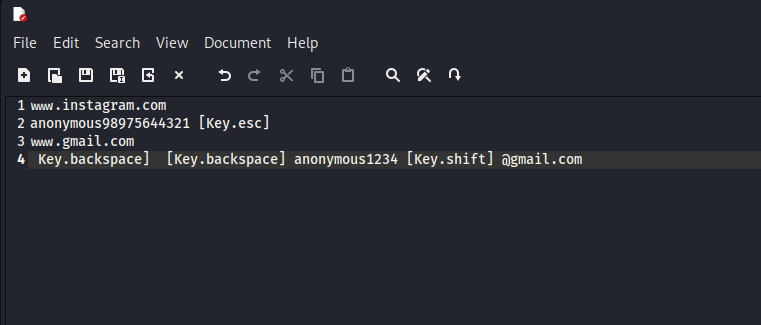 File Edit Search View Document Help
1 www.instagram.com
2 anonymous98975644321 [Key.esc]
3 www.gmail.com
4 Key.backspace]  [Key.backspace] anonymous1234 [Key.shift] @gmail.com